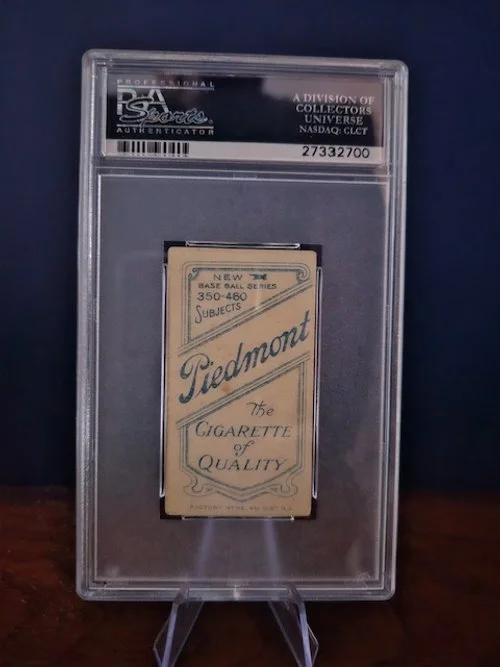 PROFESSIONAL
PSA
Sports
AUTHENTICATOR
A DIVISION OF
COLLECTORS
UNIVERSE
NASDAQ: CLCT
27332700
NEW
BASE BALL SERIES
350-460
SUBJECTS
Piedmont
The
CIGARETTE
of
QUALITY
FACTORY